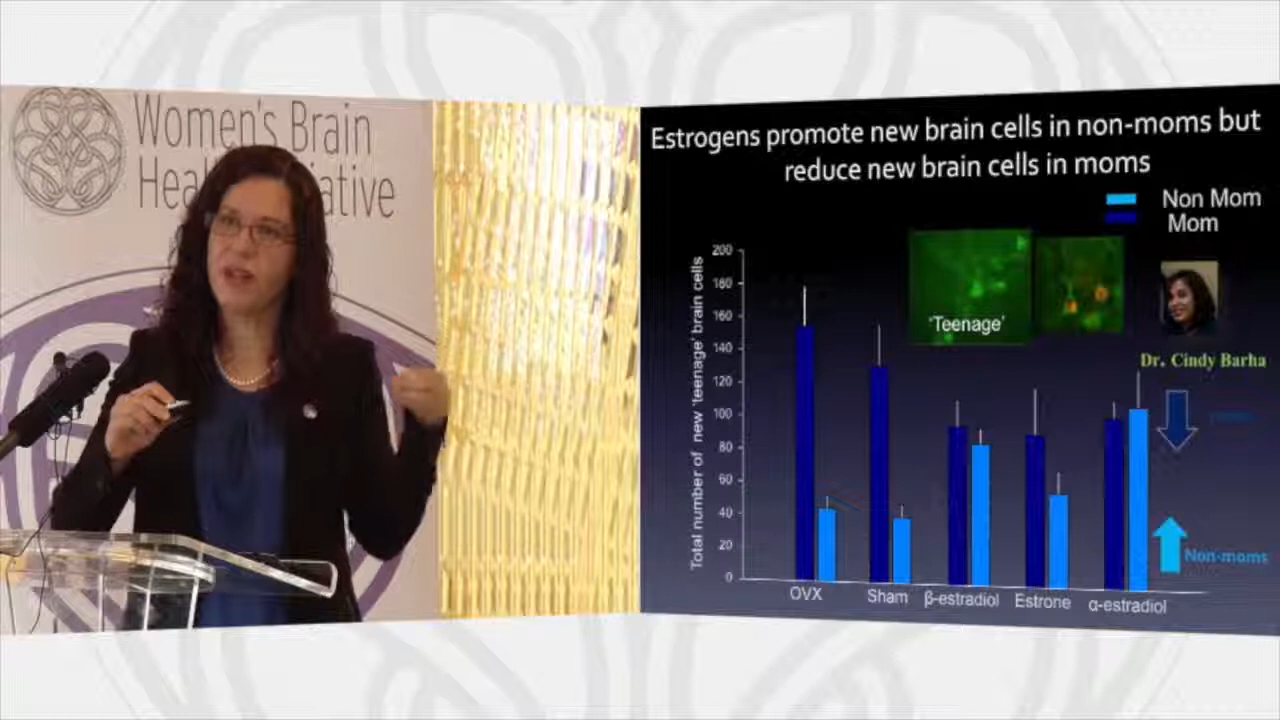 Women's Brain
Hea ative
Estrogens promote new brain cells in non-moms but
reduce new brain cells in moms
Non Mom
Mom
Total number of new 'teenage' brain cells
200
180
160
140
120
100
80
60
40
20
0
'Teenage'
Dr. Cindy Barha
Non-moms
OVX
Sham
β-estradiol
Estrone
α-estradiol